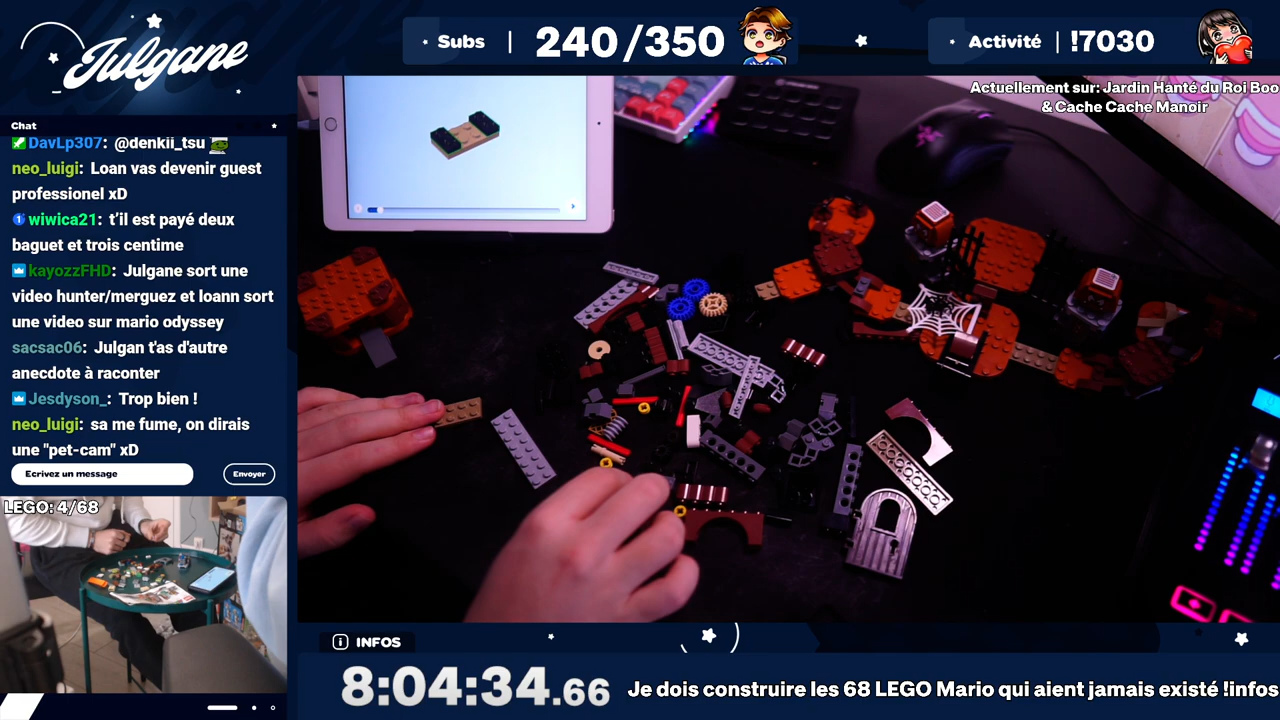 Julgane
Subs | 240/350
Activité | !7030
Actuellement sur: Jardin Hanté du Roi Boo
& Cache Cache Manoir
Chat
DavLp307: @denkii_tsu
neo_luigi: Loan vas devenir guest
professionel xD
1 wiwica21: t'il est payé deux
baguet et trois centime
kayozzFHD: Julgane sort une
video hunter/merguez et loann sort
une video sur mario odyssey
sacsac06: Julgan t'as d'autre
anecdote à raconter
Jesdyson_: Trop bien !
neo_luigi: sa me fume, on dirais
une "pet-cam" xD
Ecrivez un message
Envoyer
LEGO: 4/68
INFOS
8:04:34.66
Je dois construire les 68 LEGO Mario qui aient jamais existé !infos